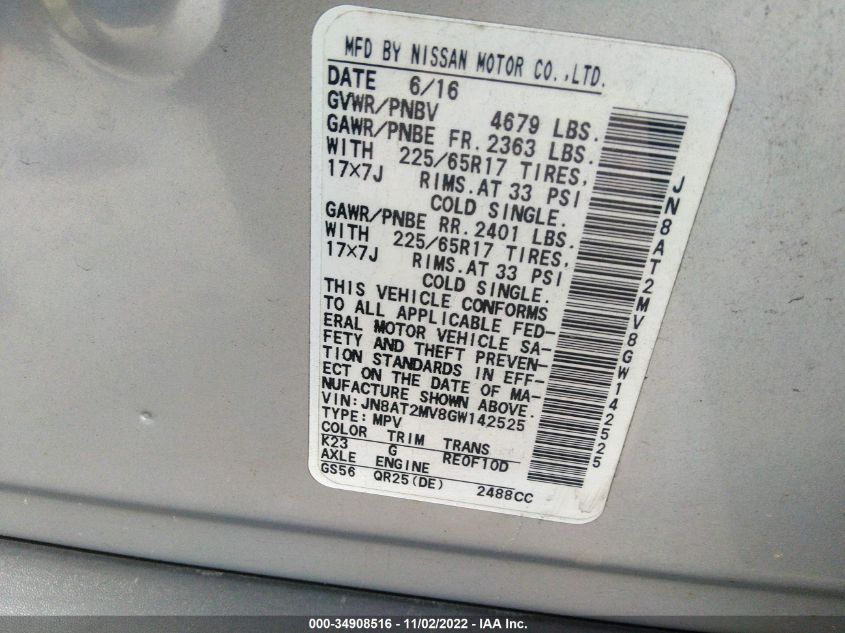 MFD BY NISSAN MOTOR CO.,LTD.
DATE 6/16
GVWR/PNBV 4679 LBS.
GAWR/PNBE FR. 2363 LBS.
WITH 225/65R17 TIRES,
17×7J RIMS.AT 33 PSI
COLD SINGLE.
GAWR/PNBE RR. 2401 LBS.
WITH 225/65R17 TIRES,
17×7J RIMS.AT 33 PSI
COLD SINGLE.
THIS VEHICLE CONFORMS
TO ALL APPLICABLE FED-
ERAL MOTOR VEHICLE SA-
FETY AND THEFT PREVEN-
TION STANDARDS IN EFF-
ECT ON THE DATE OF MA-
NUFACTURE SHOWN ABOVE.
VIN:JN8AT2MV8GW142525
TYPE: MPV
COLOR TRIM TRANS
K23 G RE0F10D
AXLE ENGINE
GS56 QR25(DE) 2488CC
JN8AT2MV8GW142525
000-34908516 - 11/02/2022 - IAA Inc.